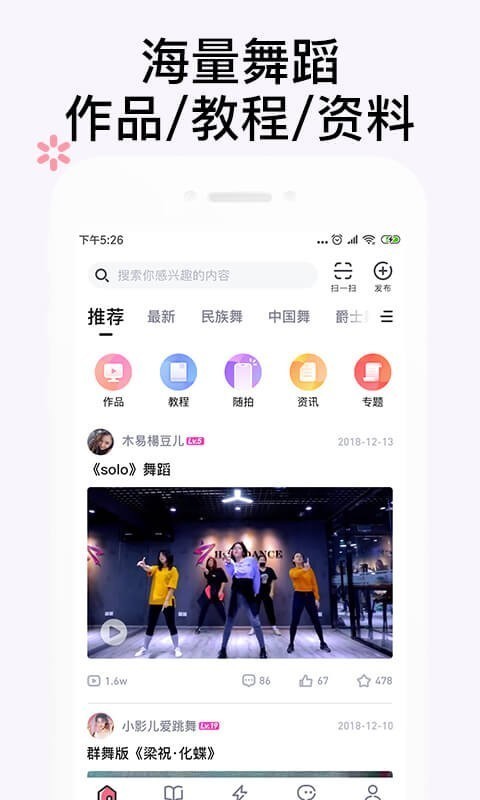 海量舞蹈
作品/教程/资料
下午5:26
搜索你感兴趣的内容
扫一扫
发布
推荐
最新
民族舞
中国舞
爵士
作品
教程
随拍
资讯
专题
木易楊豆儿 Lv.5
2018-12-13
《solo》舞蹈
DANCE
1.6w
86
67
478
小影儿爱跳舞 Lv.19
2018-12-10
群舞版《梁祝·化蝶》